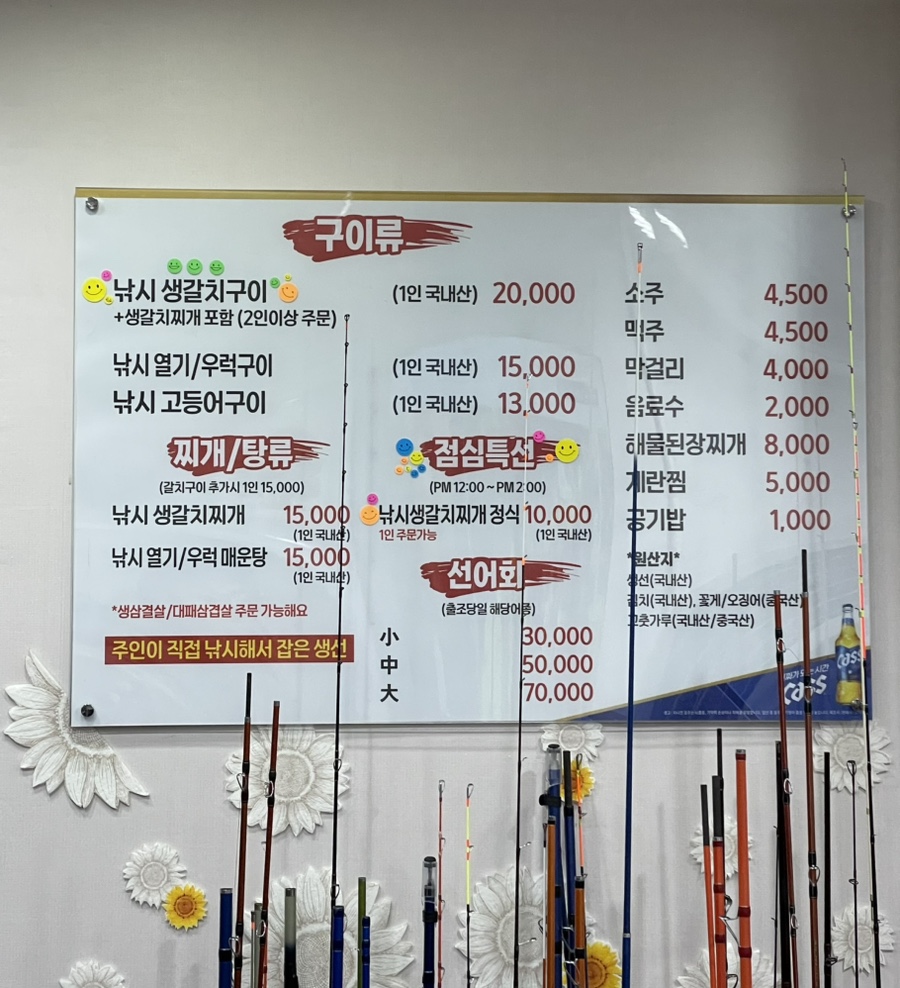 구이류
낚시 생갈치구이 (1인 국내산) 20,000
+생갈치찌개 포함 (2인이상 주문)
낚시 열기/우럭구이 (1인 국내산) 15,000
낚시 고등어구이 (1인 국내산) 13,000
찌개/탕류
(갈치구이 추가시 1인 15,000)
낚시 생갈치찌개 15,000
(1인 국내산)
낚시 열기/우럭 매운탕 15,000
(1인 국내산)
*생삼결살/대패삼겹살 주문 가능해요
주인이 직접 낚시해서 잡은 생선
점심특선
(PM 12:00 ~ PM 2:00)
낚시생갈치찌개 정식 10,000
1인 주문가능 (1인 국내산)
선어회
(출조당일 해당어종)
小 30,000
中 50,000
大 70,000
소주 4,500
맥주 4,500
막걸리 4,000
음료수 2,000
해물된장찌개 8,000
계란찜 5,000
공기밥 1,000
*원산지*
생선(국내산)
김치(국내산), 꽃게/오징어(중국산)
고춧가루(국내산/중국산)
시간
Cass
Cass